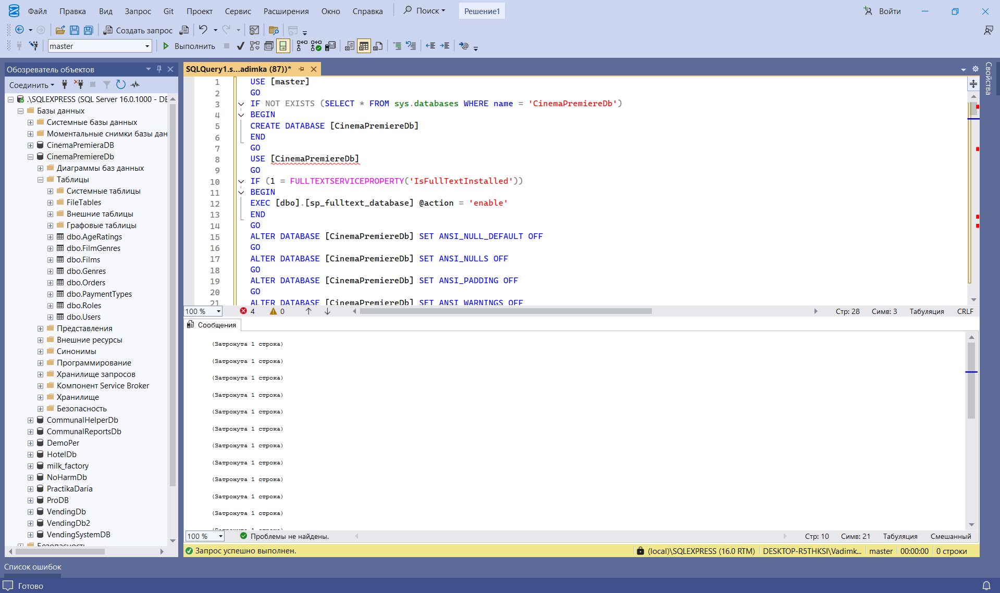 Файл Правка Вид Запрос Git Проект Сервис Расширения Окно Справка Поиск Решение1 Войти
Создать запрос
master Выполнить
Обозреватель объектов
Соединить
.\SQLEXPRESS (SQL Server 16.0.1000 - DE
Базы данных
Системные базы данных
Моментальные снимки базы дан
CinemaPremieraDB
CinemaPremiereDb
Диаграммы баз данных
Таблицы
Системные таблицы
FileTables
Внешние таблицы
Графовые таблицы
dbo.AgeRatings
dbo.FilmGenres
dbo.Films
dbo.Genres
dbo.Orders
dbo.PaymentTypes
dbo.Roles
dbo.Users
Представления
Внешние ресурсы
Синонимы
Программирование
Хранилище запросов
Компонент Service Broker
Хранилище
Безопасность
CommunalHelperDb
CommunalReportsDb
DemoPer
HotelDb
milk_factory
NoHarmDb
PractikaDaria
ProDB
VendingDb
VendingDb2
VendingSystemDB
Безопасность
SQLQuery1.s...adimka (87))*
1 USE [master]
2 GO
3 IF NOT EXISTS (SELECT * FROM sys.databases WHERE name = 'CinemaPremiereDb')
4 BEGIN
5 CREATE DATABASE [CinemaPremiereDb]
6 END
7 GO
8 USE [CinemaPremiereDb]
9 GO
10 IF (1 = FULLTEXTSERVICEPROPERTY('IsFullTextInstalled'))
11 BEGIN
12 EXEC [dbo].[sp_fulltext_database] @action = 'enable'
13 END
14 GO
15 ALTER DATABASE [CinemaPremiereDb] SET ANSI_NULL_DEFAULT OFF
16 GO
17 ALTER DATABASE [CinemaPremiereDb] SET ANSI_NULLS OFF
18 GO
19 ALTER DATABASE [CinemaPremiereDb] SET ANSI_PADDING OFF
20 GO
21 ALTER DATABASE [CinemaPremiereDb] SET ANSI_WARNINGS OFF
100 % 4 0 Стр: 28 Симв: 3 Табуляция CRLF
Сообщения
(Затронута 1 строка)
(Затронута 1 строка)
(Затронута 1 строка)
(Затронута 1 строка)
(Затронута 1 строка)
(Затронута 1 строка)
(Затронута 1 строка)
(Затронута 1 строка)
(Затронута 1 строка)
(Затронута 1 строка)
(Затронута 1 строка)
100 % Проблемы не найдены. Стр: 10 Симв: 21 Табуляция Смешанный
Запрос успешно выполнен. (local)\SQLEXPRESS (16.0 RTM) DESKTOP-R5THKSI\Vadimk... master 00:00:00 0 строки
Свойства
Список ошибок
Готово